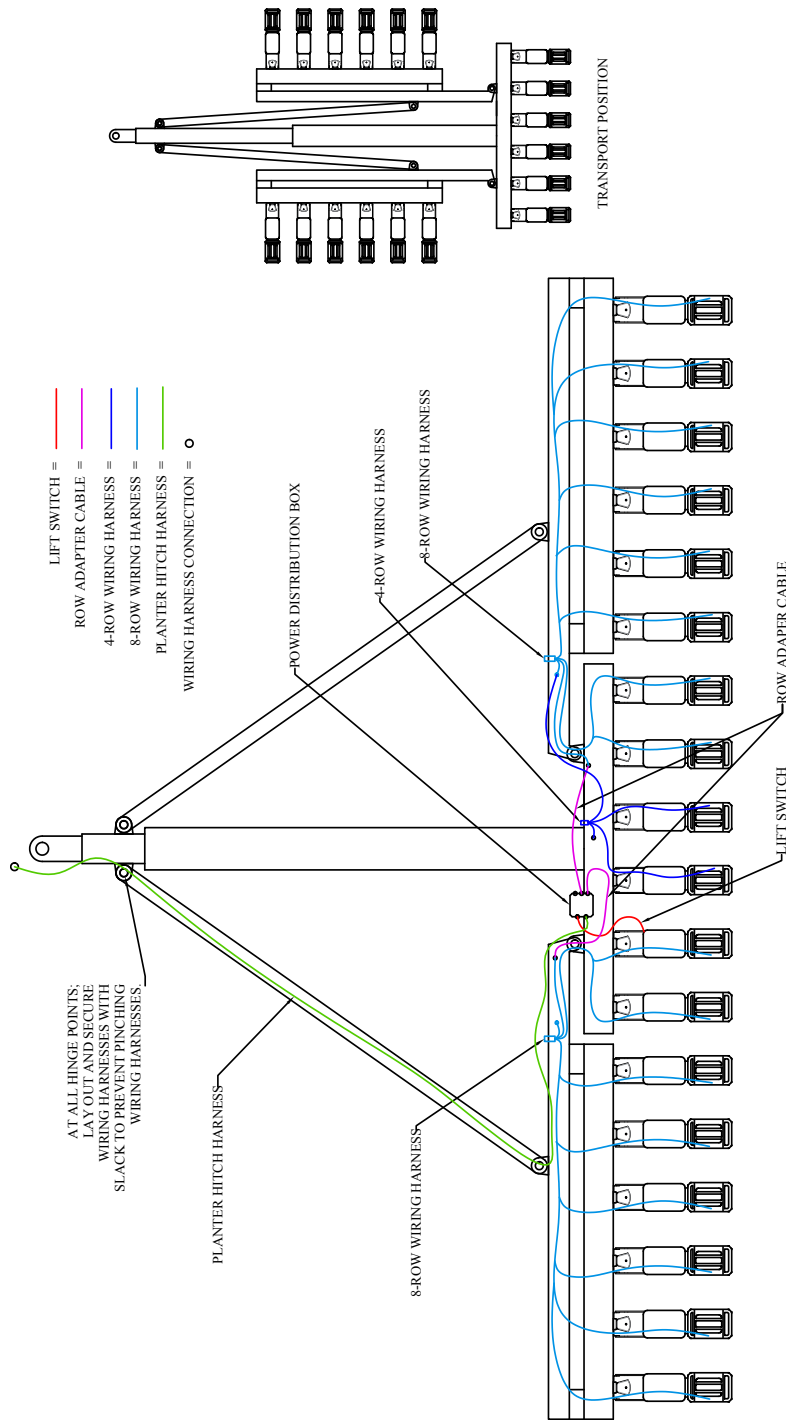 TRANSPORT POSITION
LIFT SWITCH =
ROW ADAPTER CABLE =
4-ROW WIRING HARNESS =
8-ROW WIRING HARNESS =
PLANTER HITCH HARNESS =
WIRING HARNESS CONNECTION =
POWER DISTRIBUTION BOX
4-ROW WIRING HARNESS
8-ROW WIRING HARNESS
AT ALL HINGE POINTS;
LAY OUT AND SECURE
WIRING HARNESSES WITH
SLACK TO PREVENT PINCHING
WIRING HARNESSES.
PLANTER HITCH HARNESS
8-ROW WIRING HARNESS
ROW ADAPER CABLE
LIFT SWITCH